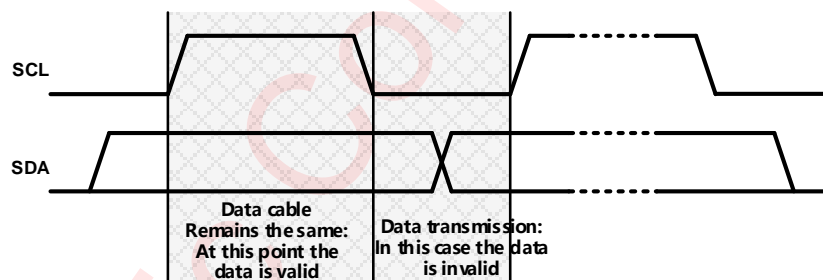 SCL
SDA
Data cable
Remains the same:
At this point the
data is valid
Data transmission:
In this case the data
is invalid